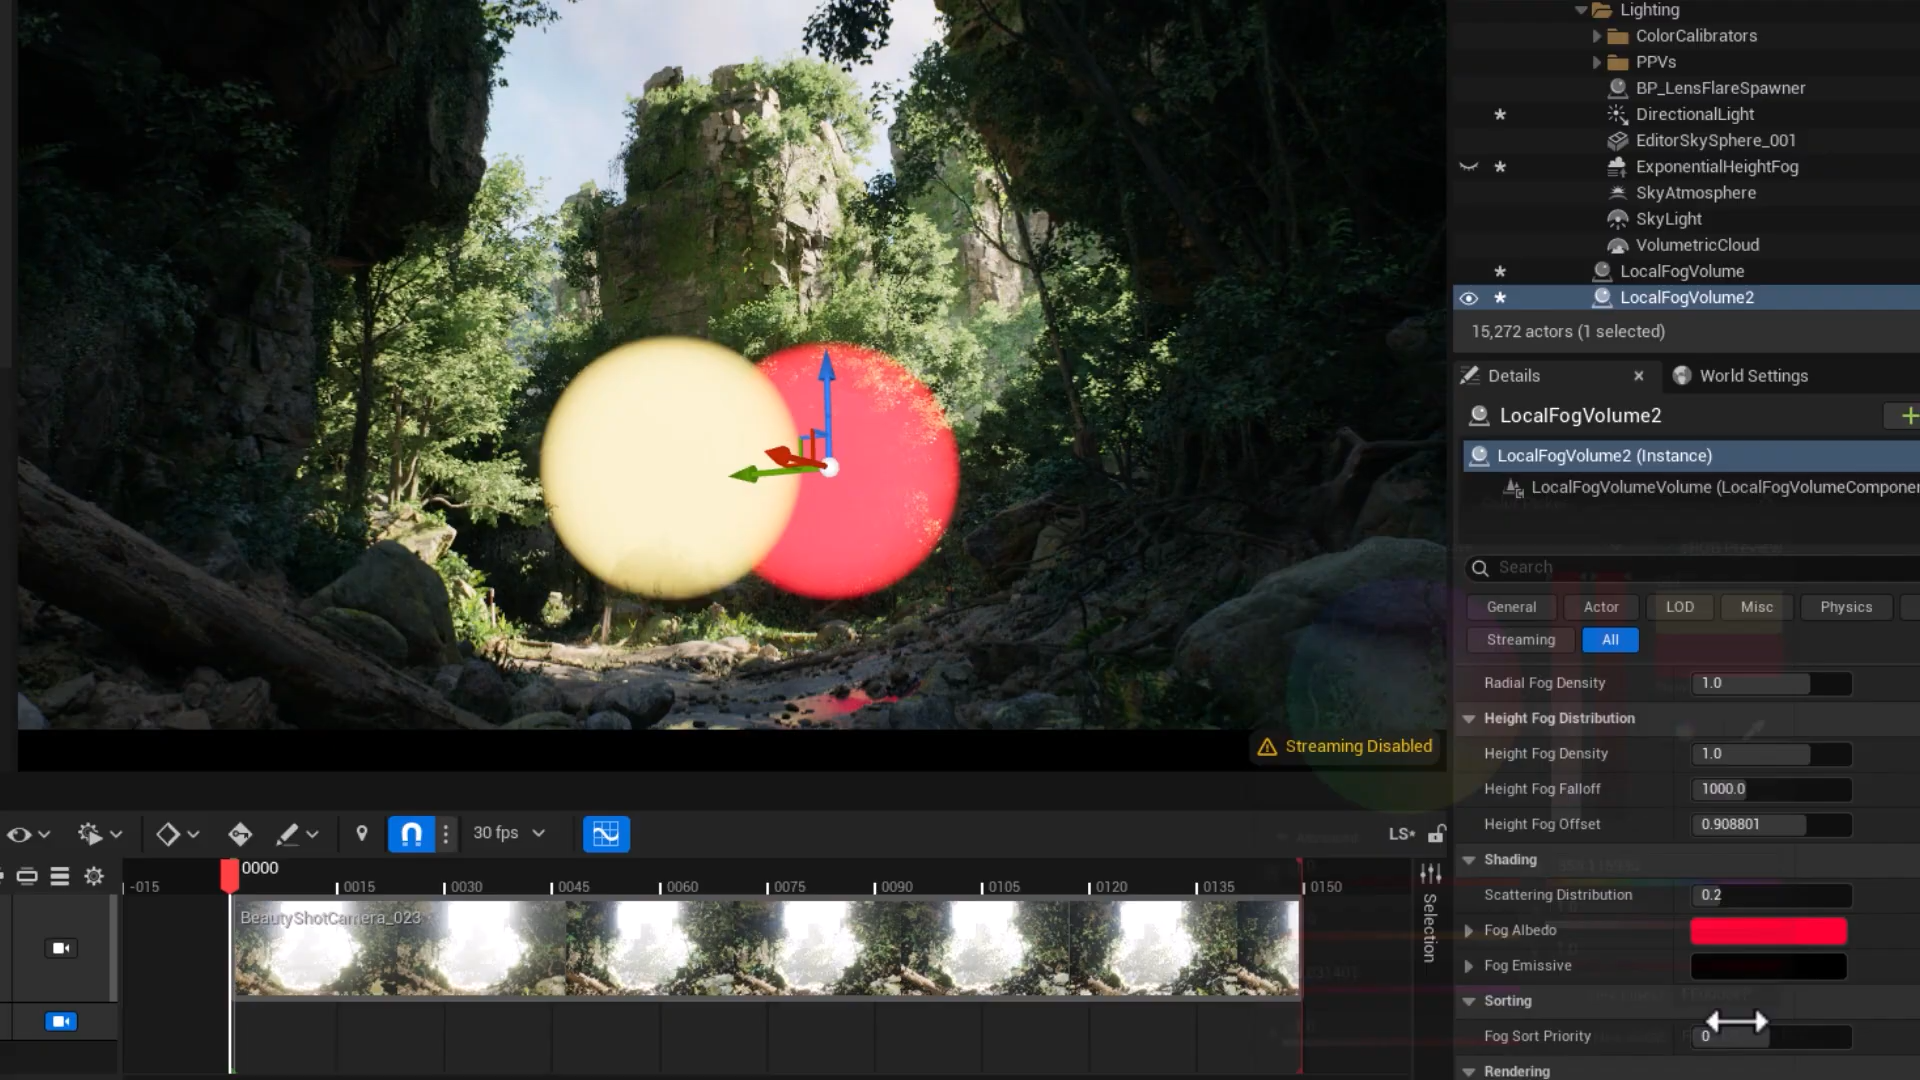 Lighting
ColorCalibrators
PPVs
BP_LensFlareSpawner
DirectionalLight
EditorSkySphere_001
ExponentialHeightFog
SkyAtmosphere
SkyLight
VolumetricCloud
LocalFogVolume
LocalFogVolume2
15,272 actors (1 selected)
Details
World Settings
LocalFogVolume2
LocalFogVolume2 (Instance)
LocalFogVolumeVolume (LocalFogVolumeComponen
Search
General Actor LOD Misc Physics
Streaming All
Radial Fog Density 1.0
Height Fog Distribution
Height Fog Density 1.0
Height Fog Falloff 1000.0
Height Fog Offset 0.908801
Shading
Scattering Distribution 0.2
Fog Albedo
Fog Emissive
Sorting
Fog Sort Priority 0
Rendering
Streaming Disabled
30 fps
LS*
0000
-015 0015 0030 0045 0060 0075 0090 0105 0120 0135 0150
BeautyShotCamera_023
Selection